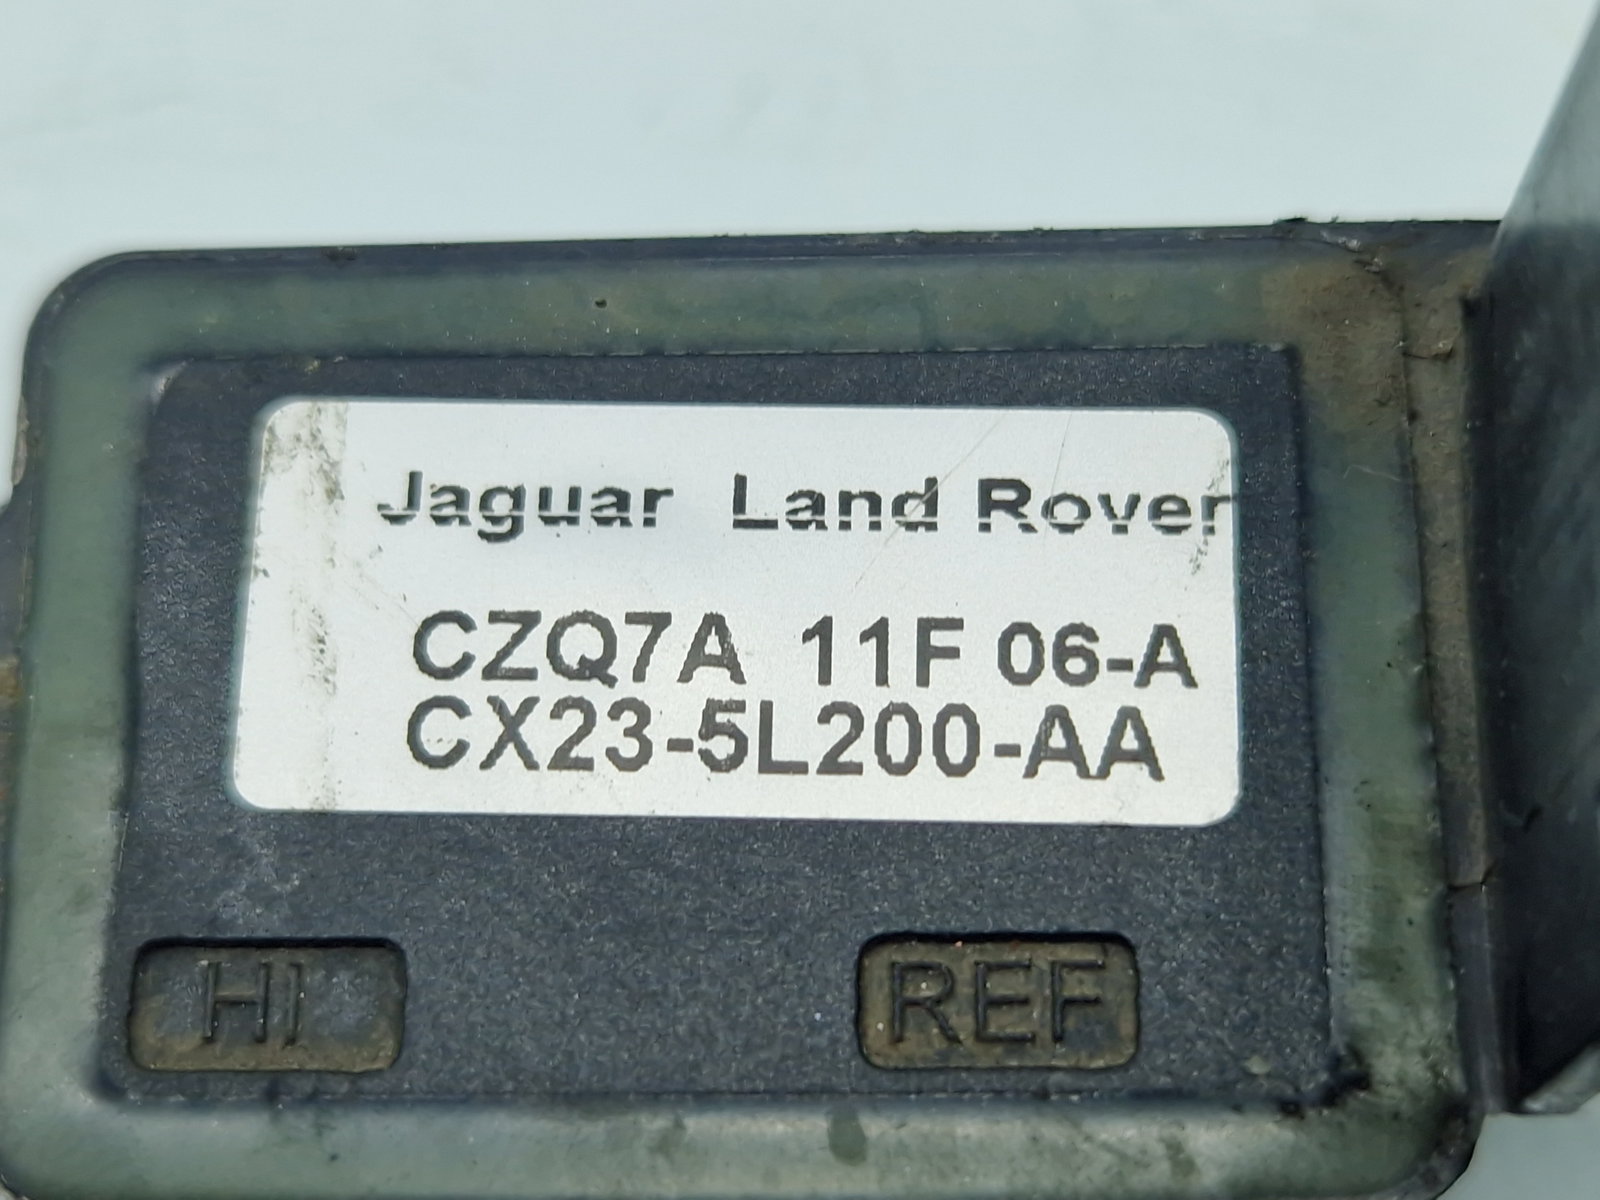 Jaguar Land Rover
CZQ7A 11F 06-A
CX23-5L200-AA
HI REF